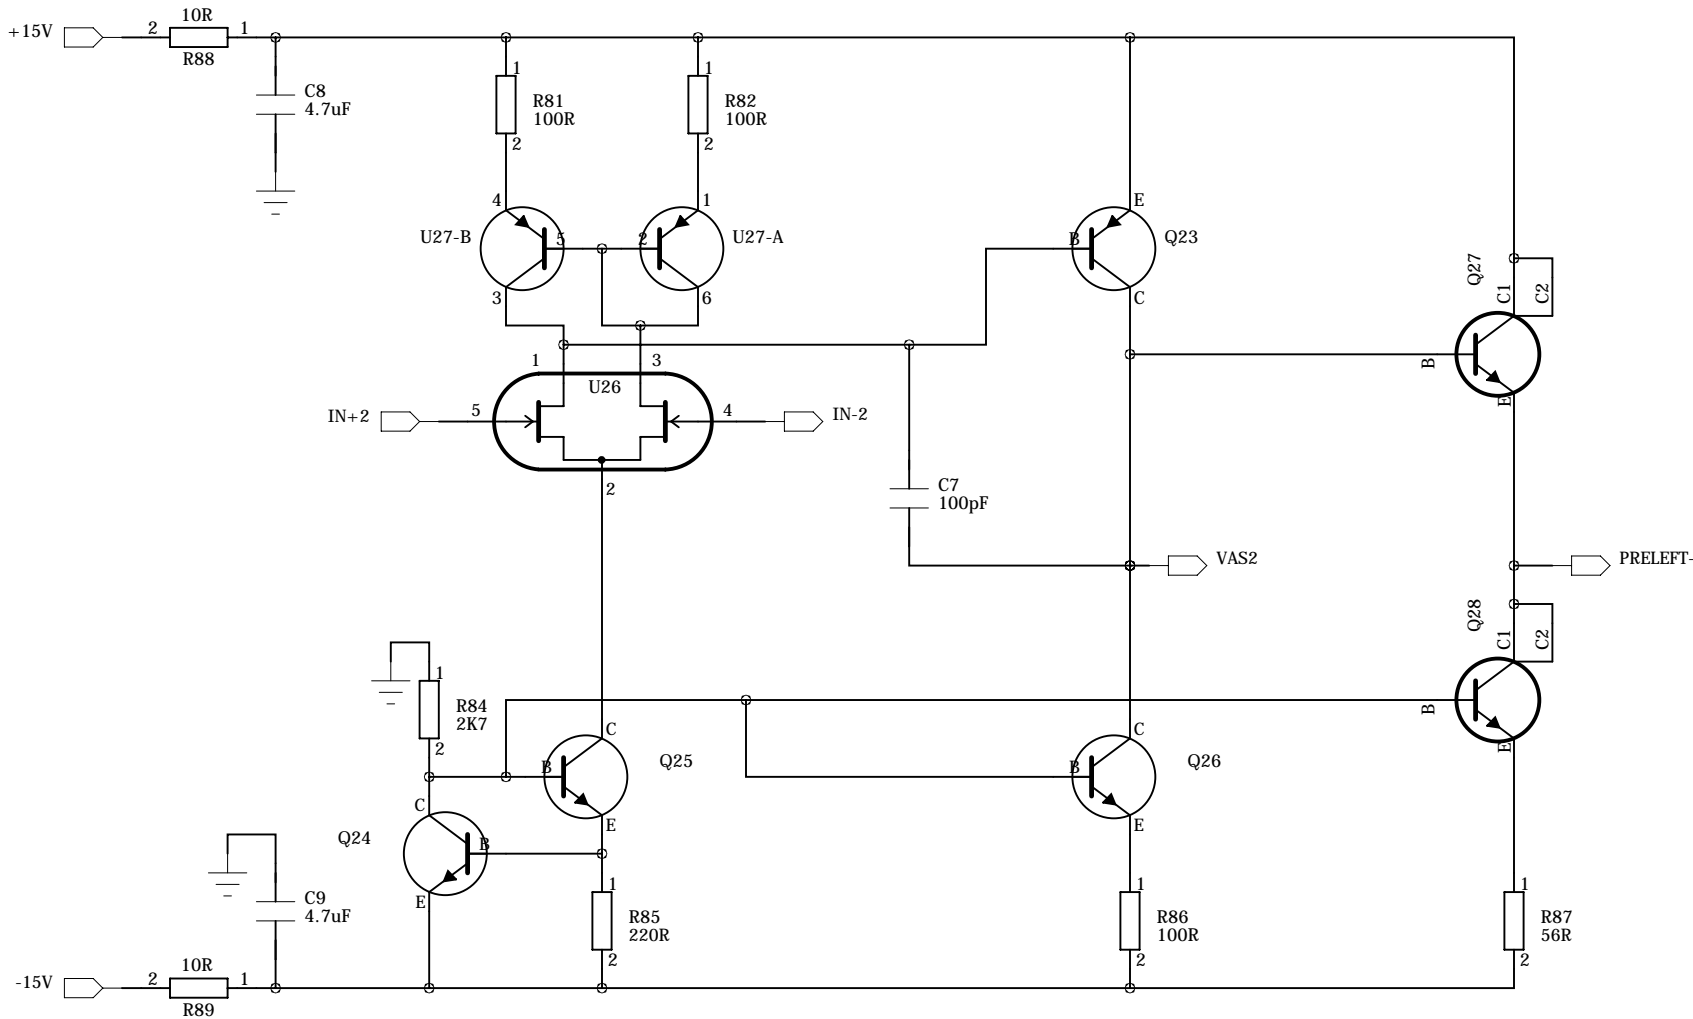 10R
+15V
2
1
R88
C8
4.7uF
1
R81
100R
2
1
R82
100R
2
4
U27-B
5
3
1
2
U27-A
6
E
B
Q23
C
Q27
C1
C2
B
E
1
3
U26
IN+2
5
4
IN-2
2
C7
100pF
VAS2
PRELEFT-
Q28
C1
C2
B
E
1
R84
2K7
2
C
B
Q25
E
C
B
Q26
E
C
Q24
B
E
C9
4.7uF
1
R85
220R
2
1
R86
100R
2
1
R87
56R
2
10R
-15V
2
1
R89